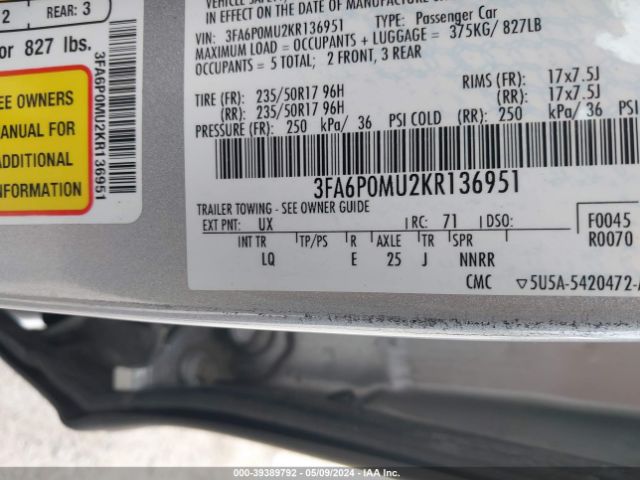 2 REAR: 3
or 827 lbs.
EE OWNERS
ANUAL FOR
ADDITIONAL
NFORMATION
3FA6P0MU2KR136951
IN EFFECT ON THE DATE OF MANUFACTURE
VIN: 3FA6P0MU2KR136951 TYPE: Passenger Car
MAXIMUM LOAD = OCCUPANTS + LUGGAGE = 375KG/ 827LB
OCCUPANTS = 5 TOTAL; 2 FRONT, 3 REAR
TIRE (FR): 235/50R17 96H RIMS (FR): 17x7.5J
(RR): 235/50R17 96H (RR): 17x7.5J
PRESSURE (FR): 250 kPa/ 36 PSI COLD (RR): 250 kPa/ 36 PSI
3FA6P0MU2KR136951
TRAILER TOWING - SEE OWNER GUIDE
EXT PNT: UX RC: 71 DSO: F0045
R0070
INT TR TP/PS R AXLE TR SPR
LQ E 25 J NNRR
CMC ▽5U5A-5420472-A
000-39389792 - 05/09/2024 - IAAI.COM